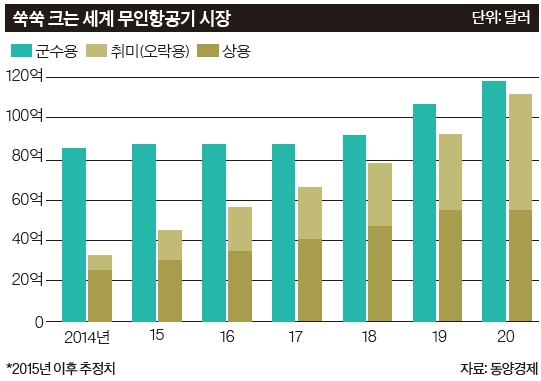 쑥쑥 크는 세계 무인항공기 시장 단위: 달러
군수용 취미(오락용) 상용
120억
100억
80억
60억
40억
20억
0
2014년 15 16 17 18 19 20
*2015년 이후 추정치 자료: 동양경제